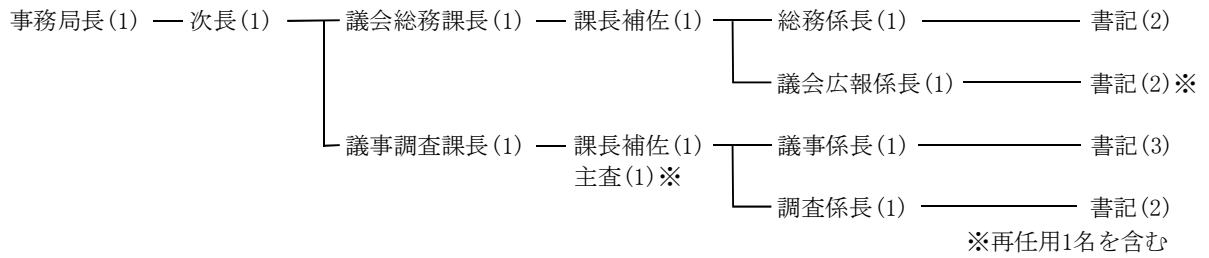 事務局長(1) 次長(1) 議会総務課長(1) 課長補佐(1) 総務係長(1) 書記(2)
議会広報係長(1) 書記(2)※
議事調査課長(1) 課長補佐(1) 議事係長(1) 書記(3)
主査(1)※
調査係長(1) 書記(2)
※再任用1名を含む